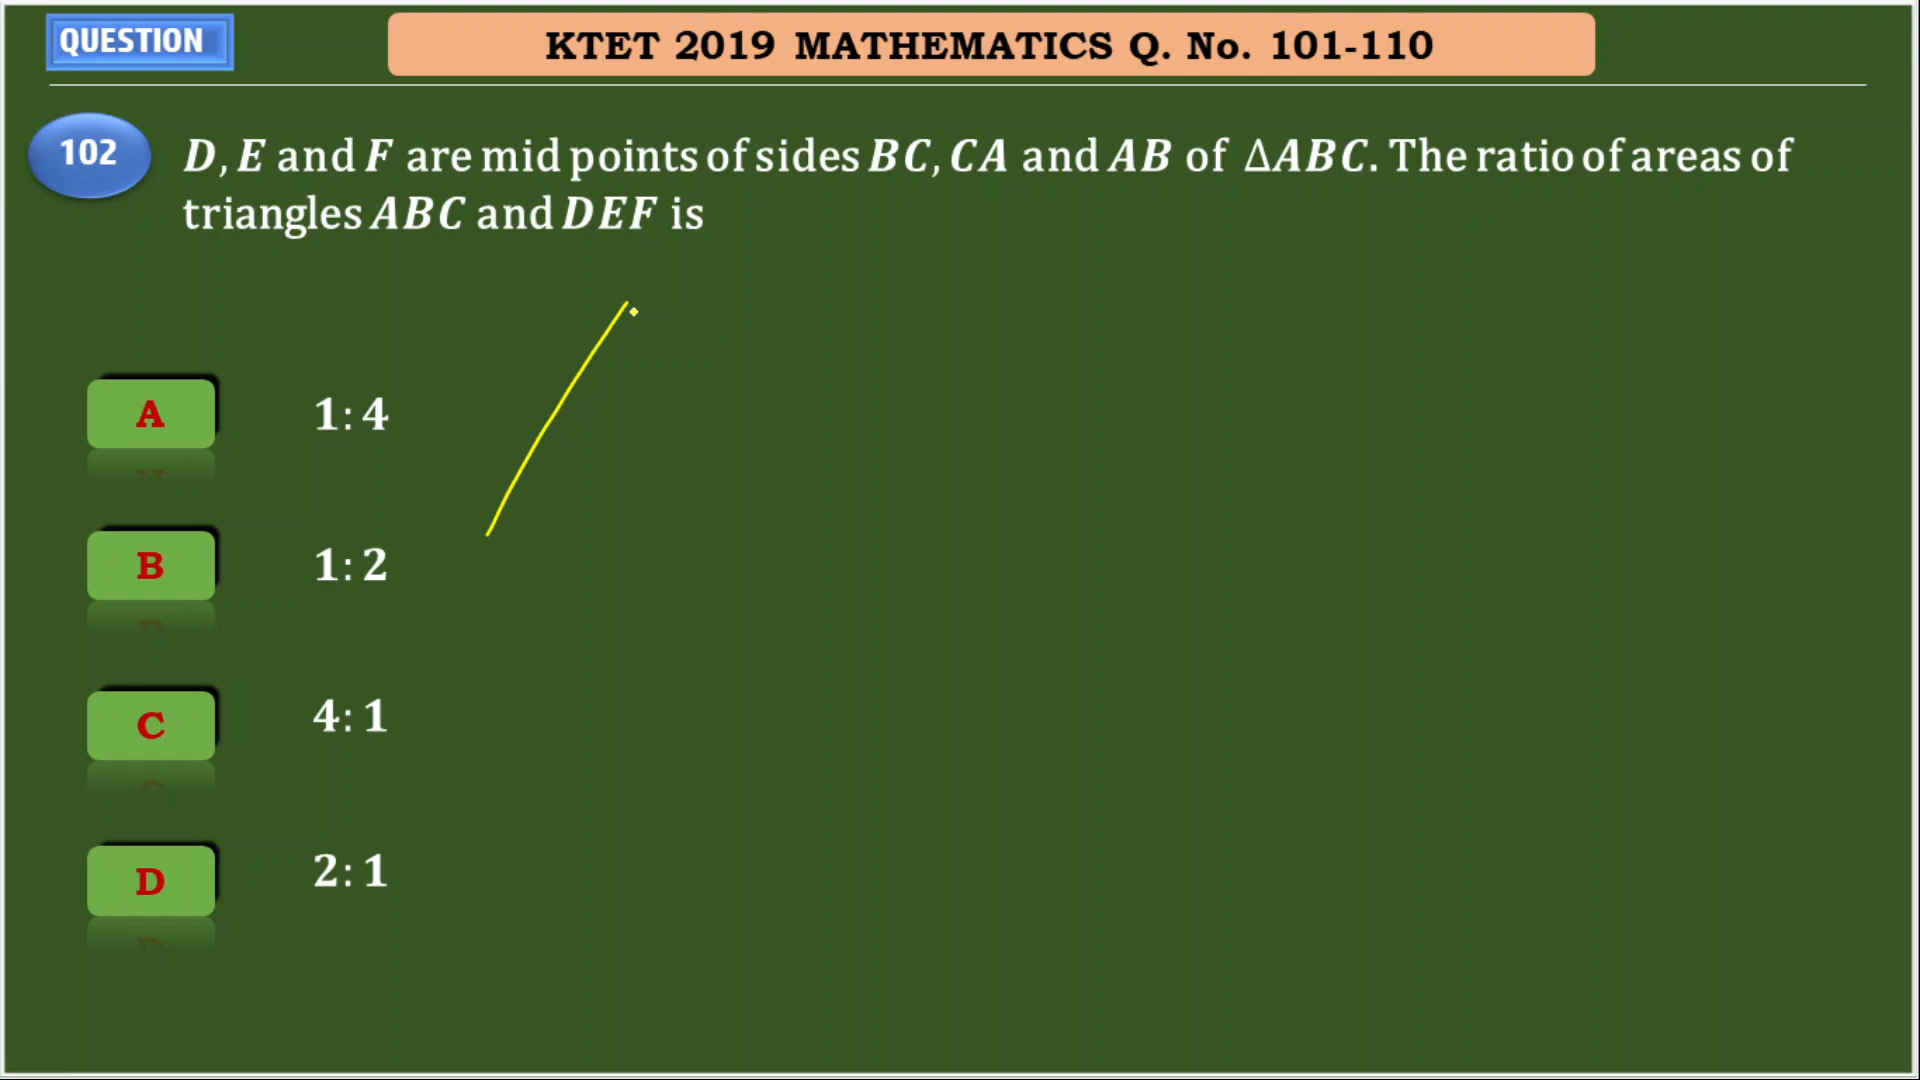 QUESTION
KTET 2019 MATHEMATICS Q. No. 101-110
102
D, E and F are mid points of sides BC, CA and AB of ΔABC. The ratio of areas of
triangles ABC and DEF is
A 1:4
B 1:2
C 4:1
D 2:1